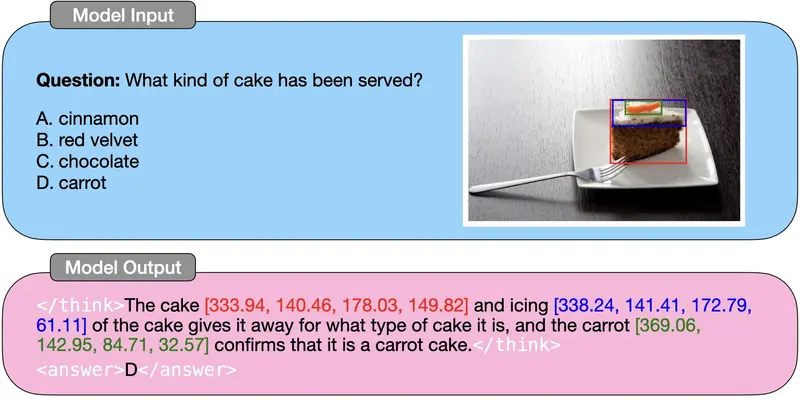 Model Input
Question: What kind of cake has been served?
A. cinnamon
B. red velvet
C. chocolate
D. carrot
Model Output
</think>The cake [333.94, 140.46, 178.03, 149.82] and icing [338.24, 141.41, 172.79,
61.11] of the cake gives it away for what type of cake it is, and the carrot [369.06,
142.95, 84.71, 32.57] confirms that it is a carrot cake.</think>
<answer>D</answer>